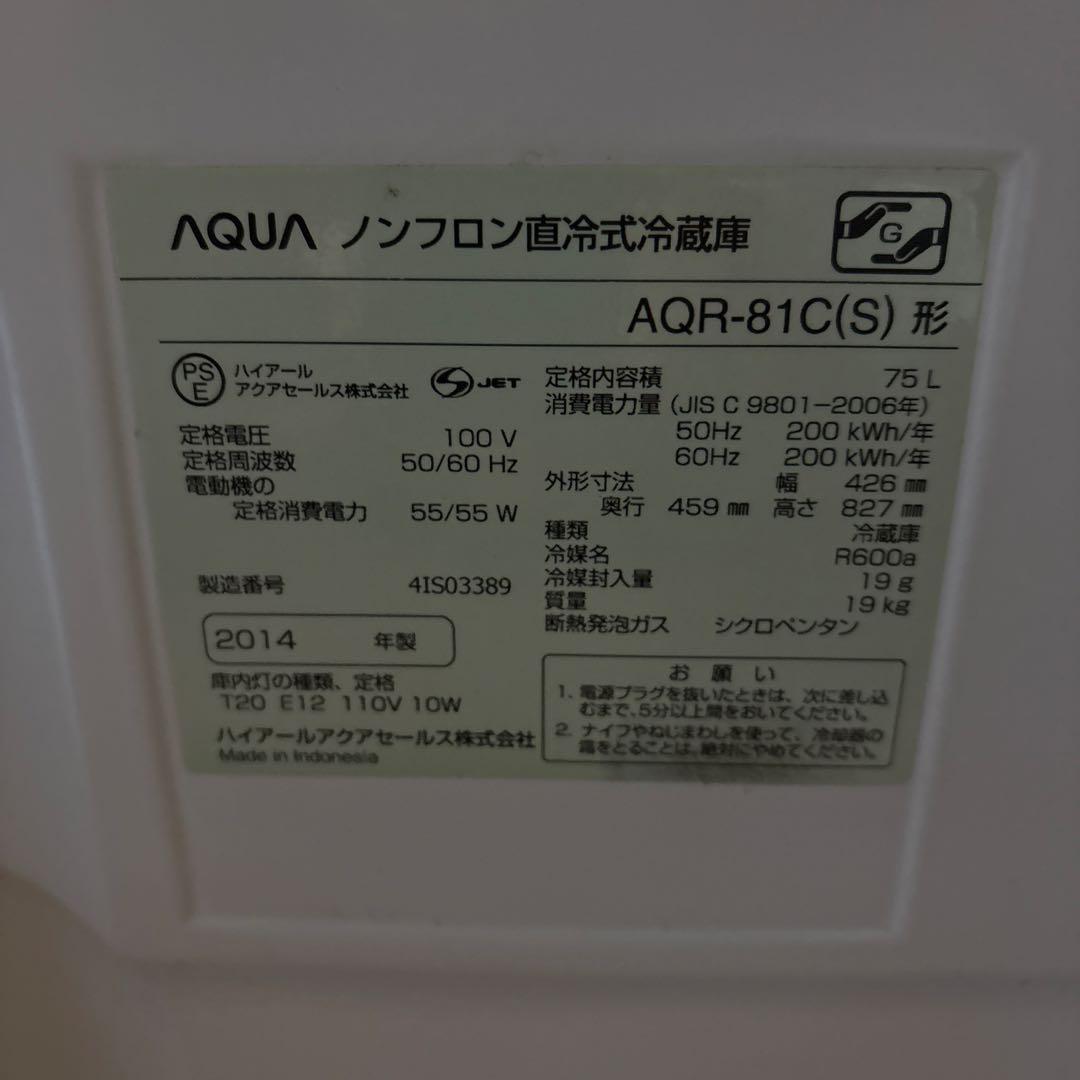 AQUA ノンフロン直冷式冷蔵庫
G
AQR-81C(S) 形
PS
E
ハイアール
アクアセールス株式会社
JET
定格電圧 100 V
定格周波数 50/60 Hz
電動機の
定格消費電力 55/55 W
製造番号 4IS03389
2014 年製
庫内灯の種類、定格
T20 E12 110V 10W
ハイアールアクアセールス株式会社
Made in Indonesia
定格内容積 75 L
消費電力量 (JIS C 9801-2006年)
50Hz 200 kWh/年
60Hz 200 kWh/年
外形寸法 幅 426 mm
奥行 459 mm 高さ 827 mm
種類 冷蔵庫
冷媒名 R600a
冷媒封入量 19 g
質量 19 kg
断熱発泡ガス シクロペンタン
お願い
1. 電源プラグを抜いたときは、次に差し込
むまで、5分以上間をおいてください。
2. ナイフやねじまわしを使って、冷却器の
霜をとることは、絶対にやめてください。